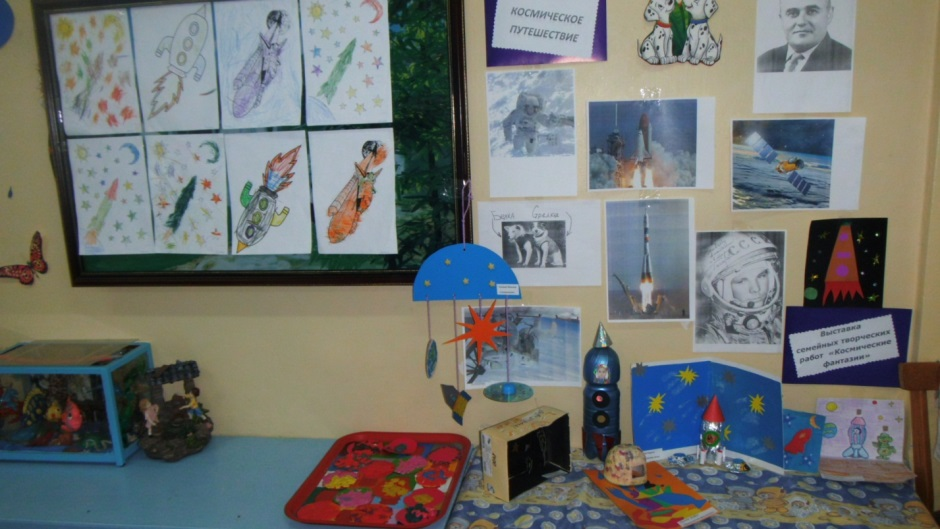 КОСМИЧЕСКОЕ
ПУТЕШЕСТВИЕ
Белка Стрелка
СССР
Выставка
семейных творческих
работ «Космические
фантазии»